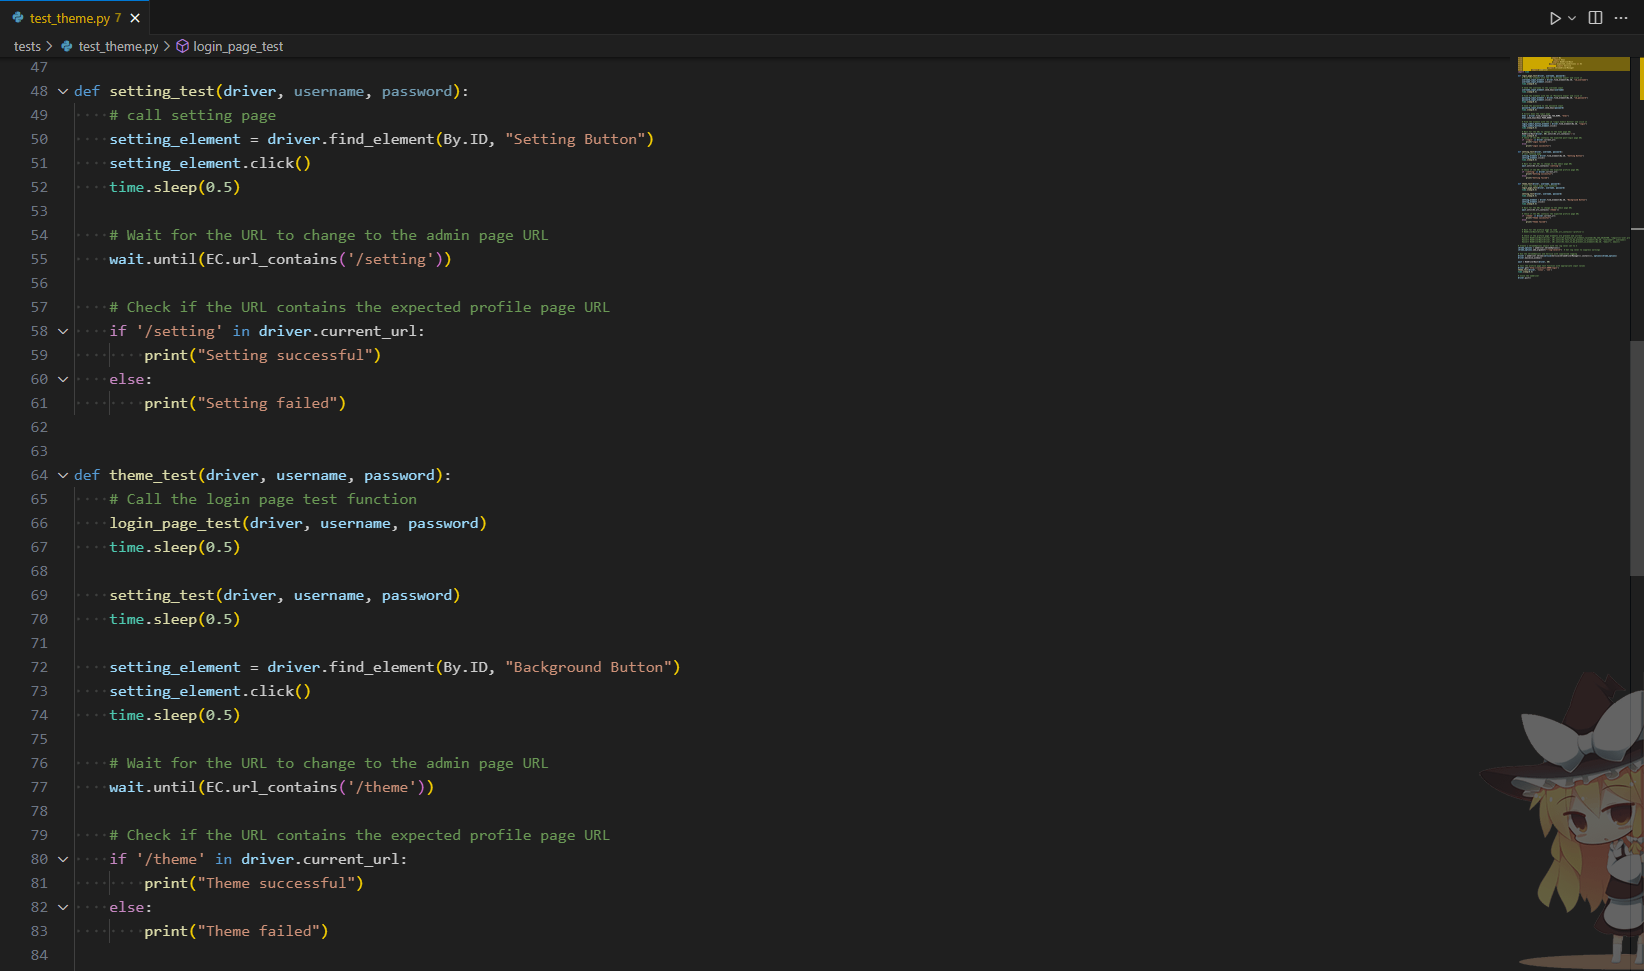 test_theme.py 7
tests > test_theme.py > login_page_test
47
48 def setting_test(driver, username, password):
49 # call setting page
50 setting_element = driver.find_element(By.ID, "Setting Button")
51 setting_element.click()
52 time.sleep(0.5)
53
54 # Wait for the URL to change to the admin page URL
55 wait.until(EC.url_contains('/setting'))
56
57 # Check if the URL contains the expected profile page URL
58 if '/setting' in driver.current_url:
59 print("Setting successful")
60 else:
61 print("Setting failed")
62
63
64 def theme_test(driver, username, password):
65 # Call the login page test function
66 login_page_test(driver, username, password)
67 time.sleep(0.5)
68
69 setting_test(driver, username, password)
70 time.sleep(0.5)
71
72 setting_element = driver.find_element(By.ID, "Background Button")
73 setting_element.click()
74 time.sleep(0.5)
75
76 # Wait for the URL to change to the admin page URL
77 wait.until(EC.url_contains('/theme'))
78
79 # Check if the URL contains the expected profile page URL
80 if '/theme' in driver.current_url:
81 print("Theme successful")
82 else:
83 print("Theme failed")
84